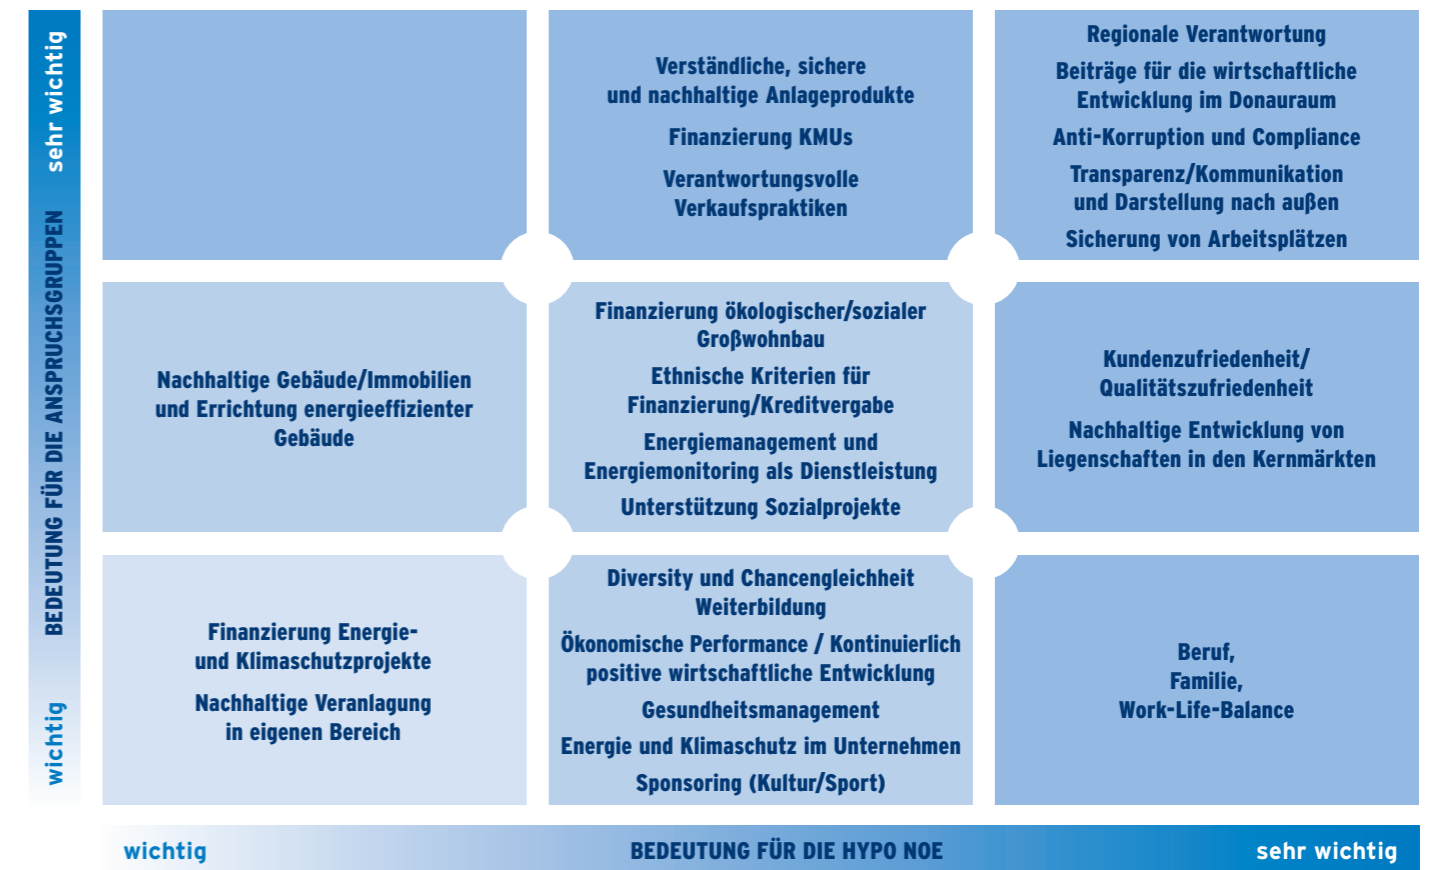 sehr wichtig
BEDEUTUNG FÜR DIE ANSPRUCHSGRUPPEN
wichtig
Verständliche, sichere
und nachhaltige Anlageprodukte
Finanzierung KMUs
Verantwortungsvolle
Verkaufspraktiken
Regionale Verantwortung
Beiträge für die wirtschaftliche
Entwicklung im Donauraum
Anti-Korruption und Compliance
Transparenz/Kommunikation
und Darstellung nach außen
Sicherung von Arbeitsplätzen
Nachhaltige Gebäude/Immobilien
und Errichtung energieeffizienter
Gebäude
Finanzierung ökologischer/sozialer
Großwohnbau
Ethnische Kriterien für
Finanzierung/Kreditvergabe
Energiemanagement und
Energiemonitoring als Dienstleistung
Unterstützung Sozialprojekte
Kundenzufriedenheit/
Qualitätszufriedenheit
Nachhaltige Entwicklung von
Liegenschaften in den Kernmärkten
Finanzierung Energie-
und Klimaschutzprojekte
Nachhaltige Veranlagung
in eigenen Bereich
Diversity und Chancengleichheit
Weiterbildung
Ökonomische Performance / Kontinuierlich
positive wirtschaftliche Entwicklung
Gesundheitsmanagement
Energie und Klimaschutz im Unternehmen
Sponsoring (Kultur/Sport)
Beruf,
Familie,
Work-Life-Balance
wichtig
BEDEUTUNG FÜR DIE HYPO NOE
sehr wichtig